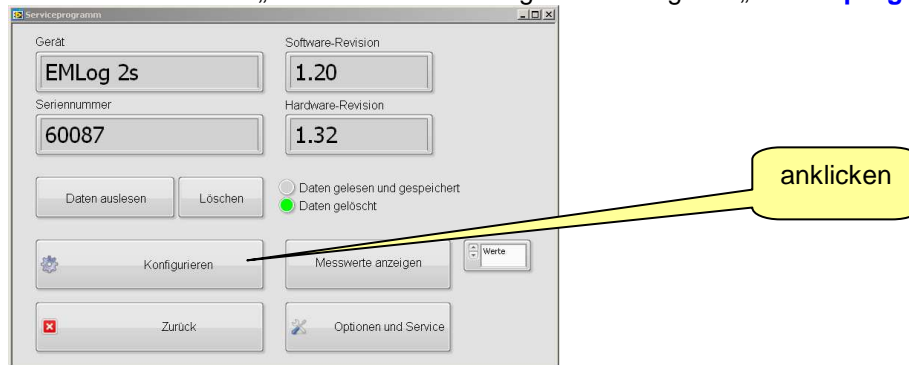 Serviceprogramm
Gerät
Software-Revision
EMLog 2s
1.20
Seriennummer
Hardware-Revision
60087
1.32
Daten auslesen
Löschen
Daten gelesen und gespeichert
Daten gelöscht
anklicken
Konfigurieren
Messwerte anzeigen
Werte
Zurück
Optionen und Service